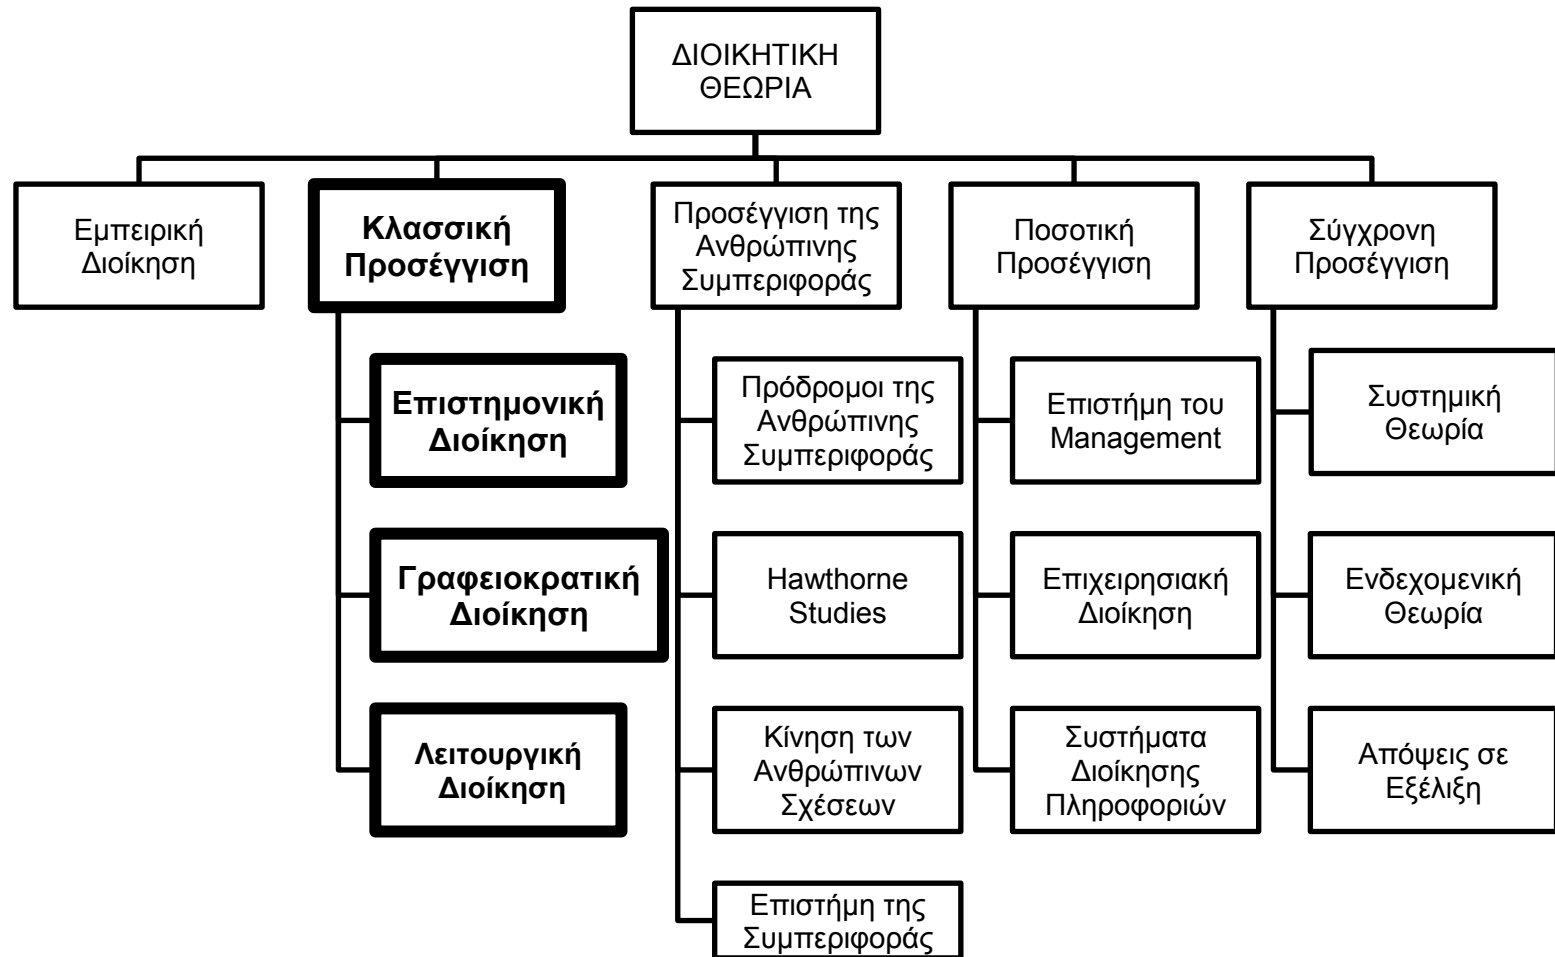 ΔΙΟΙΚΗΤΙΚΗ
ΘΕΩΡΙΑ
Εμπειρική
Διοίκηση
Κλασσική
Προσέγγιση
Επιστημονική
Διοίκηση
Γραφειοκρατική
Διοίκηση
Λειτουργική
Διοίκηση
Προσέγγιση της
Ανθρώπινης
Συμπεριφοράς
Πρόδρομοι της
Ανθρώπινης
Συμπεριφοράς
Hawthorne
Studies
Κίνηση των
Ανθρώπινων
Σχέσεων
Επιστήμη της
Συμπεριφοράς
Ποσοτική
Προσέγγιση
Επιστήμη του
Management
Επιχειρησιακή
Διοίκηση
Συστήματα
Διοίκησης
Πληροφοριών
Σύγχρονη
Προσέγγιση
Συστημική
Θεωρία
Ενδεχομενική
Θεωρία
Απόψεις σε
Εξέλιξη